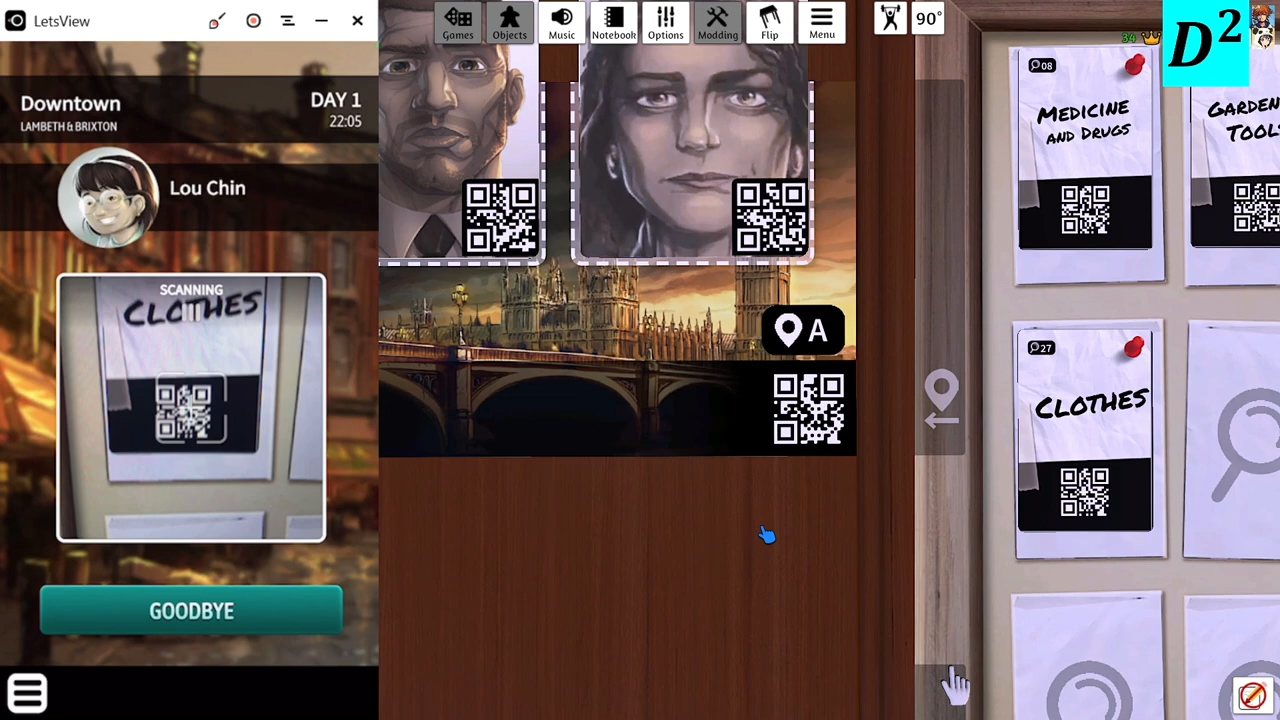 LetsView
Downtown
LAMBETH & BRIXTON
DAY 1
22:05
Lou Chin
SCANNING
CLOTHES
GOODBYE
Games
Objects
Music
Notebook
Options
Modding
Flip
Menu
90°
A
34
D²
08
MEDICINE
AND DRUGS
GARDEN
TOOL
27
CLOTHES